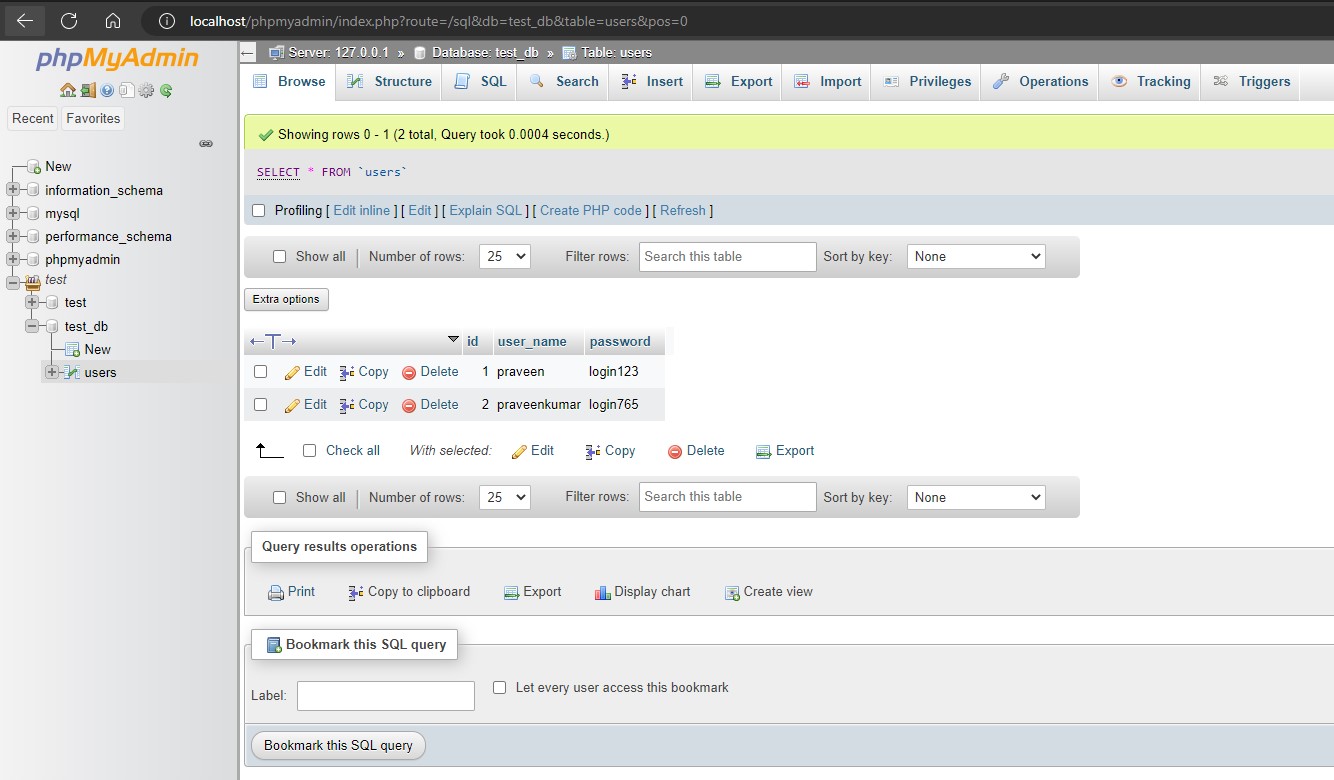 localhost/phpmyadmin/index.php?route=/sql&db=test_db&table=users&pos=0
phpMyAdmin
Recent Favorites
New
information_schema
mysql
performance_schema
phpmyadmin
test
test
test_db
New
users
Server: 127.0.0.1 » Database: test_db » Table: users
Browse Structure SQL Search Insert Export Import Privileges Operations Tracking Triggers
Showing rows 0 - 1 (2 total, Query took 0.0004 seconds.)
SELECT * FROM `users`
Profiling [ Edit inline ] [ Edit ] [ Explain SQL ] [ Create PHP code ] [ Refresh ]
Show all | Number of rows: 25 Filter rows: Search this table Sort by key: None
Extra options
←T→ id user_name password
Edit Copy Delete 1 praveen login123
Edit Copy Delete 2 praveenkumar login765
Check all With selected: Edit Copy Delete Export
Show all | Number of rows: 25 Filter rows: Search this table Sort by key: None
Query results operations
Print Copy to clipboard Export Display chart Create view
Bookmark this SQL query
Label: Let every user access this bookmark
Bookmark this SQL query